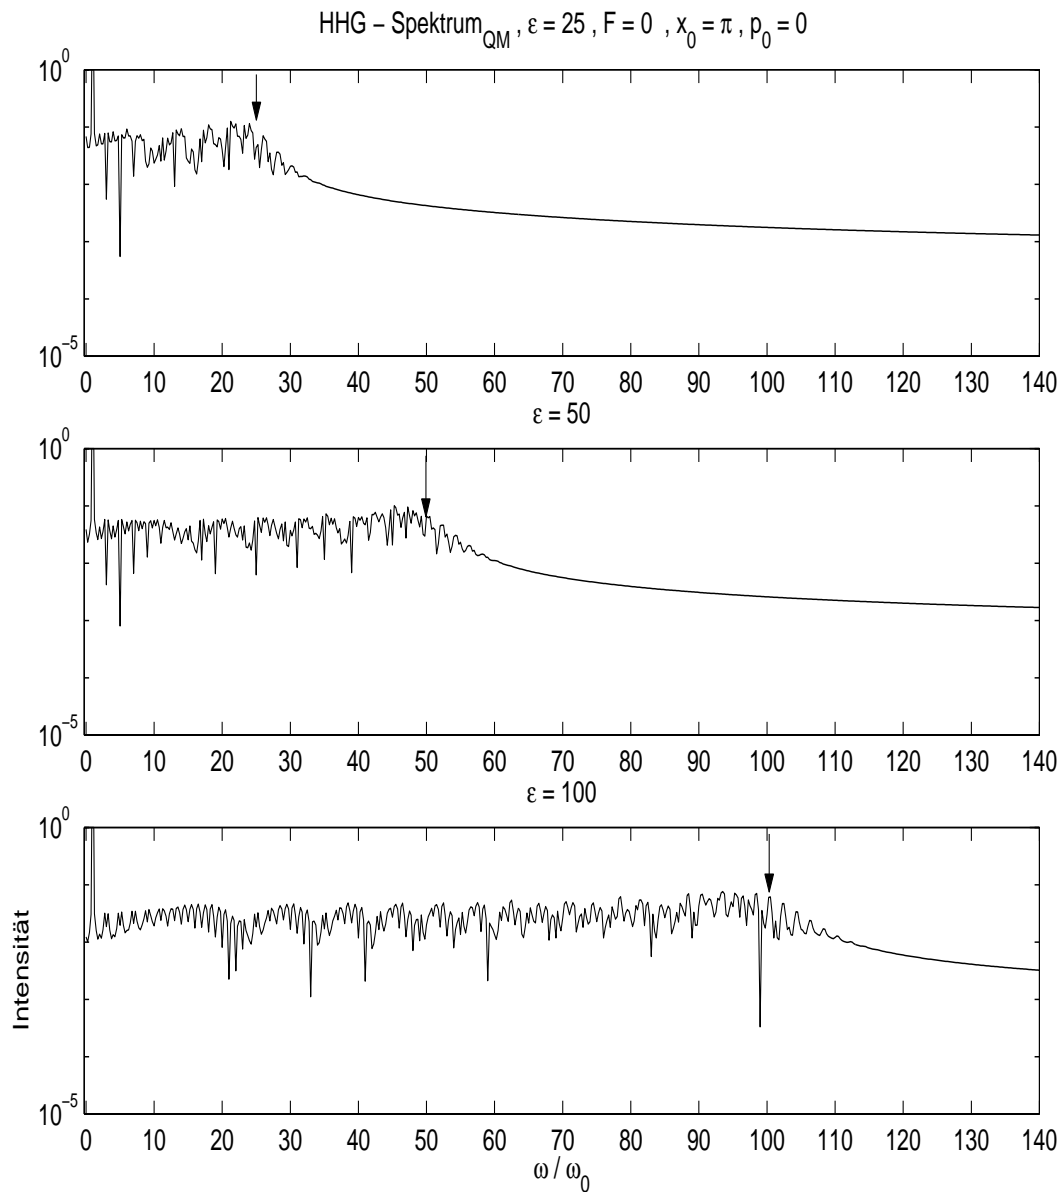 HHG – Spektrum_QM , ε = 25 , F = 0 , x_0 = π , p_0 = 0
10^0
10^−5
0 10 20 30 40 50 60 70 80 90 100 110 120 130 140
ε = 50
10^0
10^−5
0 10 20 30 40 50 60 70 80 90 100 110 120 130 140
ε = 100
10^0
Intensität
10^−5
0 10 20 30 40 50 60 70 80 90 100 110 120 130 140
ω / ω_0